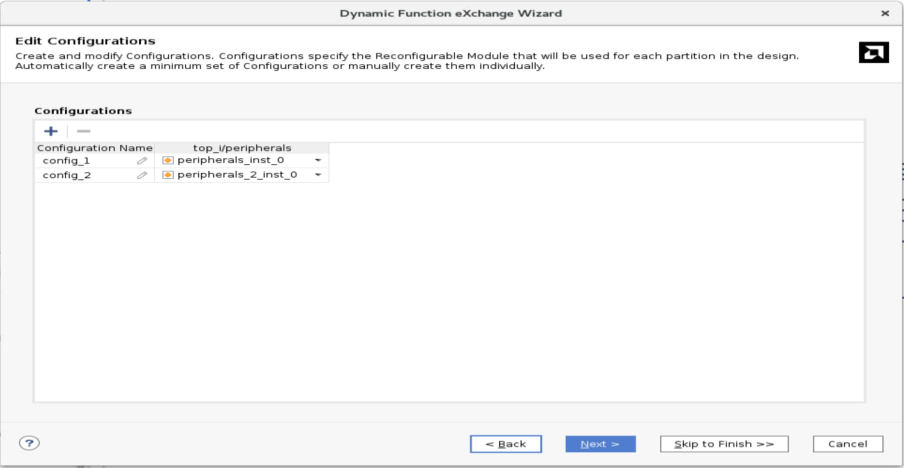 Dynamic Function eXchange Wizard
Edit Configurations
Create and modify Configurations. Configurations specify the Reconfigurable Module that will be used for each partition in the design.
Automatically create a minimum set of Configurations or manually create them individually.
Configurations
Configuration Name top_i/peripherals
config_1 peripherals_inst_0
config_2 peripherals_2_inst_0
? < Back Next > Skip to Finish >> Cancel